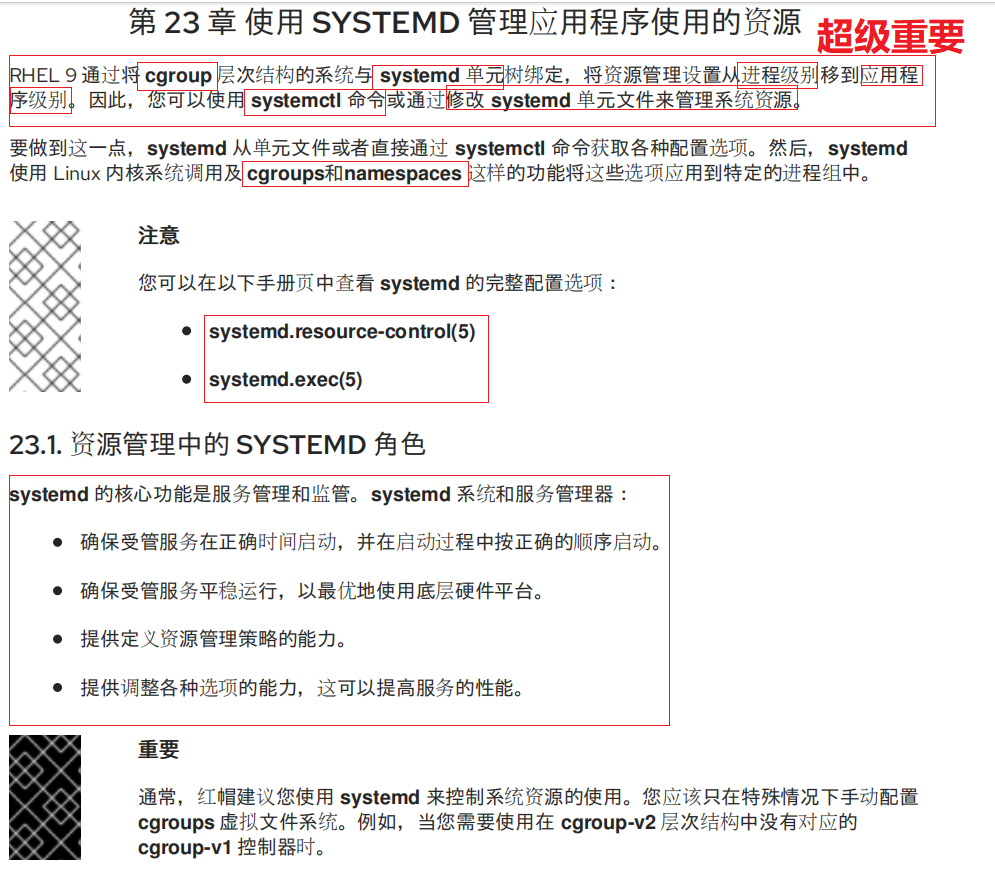 第 23 章 使用 SYSTEMD 管理应用程序使用的资源
超级重要
RHEL 9 通过将 cgroup 层次结构的系统与 systemd 单元树绑定，将资源管理设置从进程级别移到应用程
序级别。因此，您可以使用 systemctl 命令或通过修改 systemd 单元文件来管理系统资源。
要做到这一点，systemd 从单元文件或者直接通过 systemctl 命令获取各种配置选项。然后，systemd
使用 Linux 内核系统调用及 cgroups和namespaces 这样的功能将这些选项应用到特定的进程组中。
注意
您可以在以下手册页中查看 systemd 的完整配置选项：
● systemd.resource-control(5)
● systemd.exec(5)
23.1. 资源管理中的 SYSTEMD 角色
systemd 的核心功能是服务管理和监管。systemd 系统和服务管理器：
● 确保受管服务在正确时间启动，并在启动过程中按正确的顺序启动。
● 确保受管服务平稳运行，以最优地使用底层硬件平台。
● 提供定义资源管理策略的能力。
● 提供调整各种选项的能力，这可以提高服务的性能。
重要
通常，红帽建议您使用 systemd 来控制系统资源的使用。您应该只在特殊情况下手动配置
cgroups 虚拟文件系统。例如，当您需要使用在 cgroup-v2 层次结构中没有对应的
cgroup-v1 控制器时。